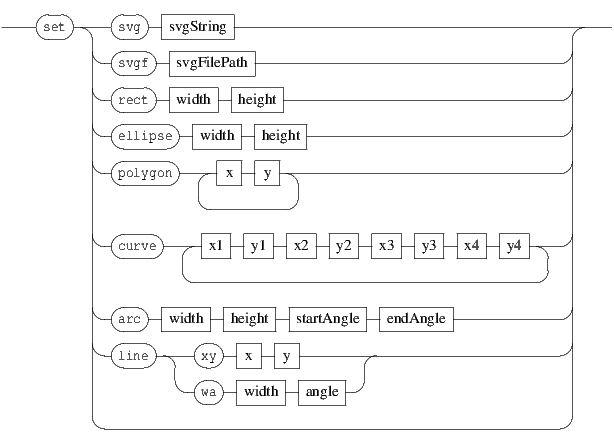 set svg svgString
svgf svgFilePath
rect width height
ellipse width height
polygon x y
curve x1 y1 x2 y2 x3 y3 x4 y4
arc width height startAngle endAngle
line xy x y
wa width angle